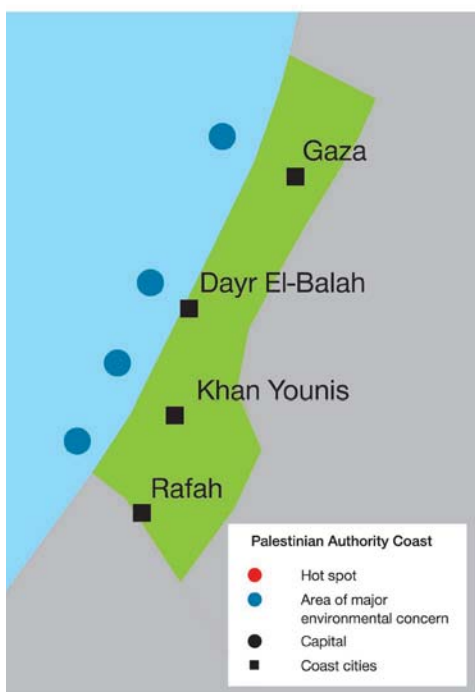 Gaza
Dayr El-Balah
Khan Younis
Rafah
Palestinian Authority Coast
Hot spot
Area of major
environmental concern
Capital
Coast cities